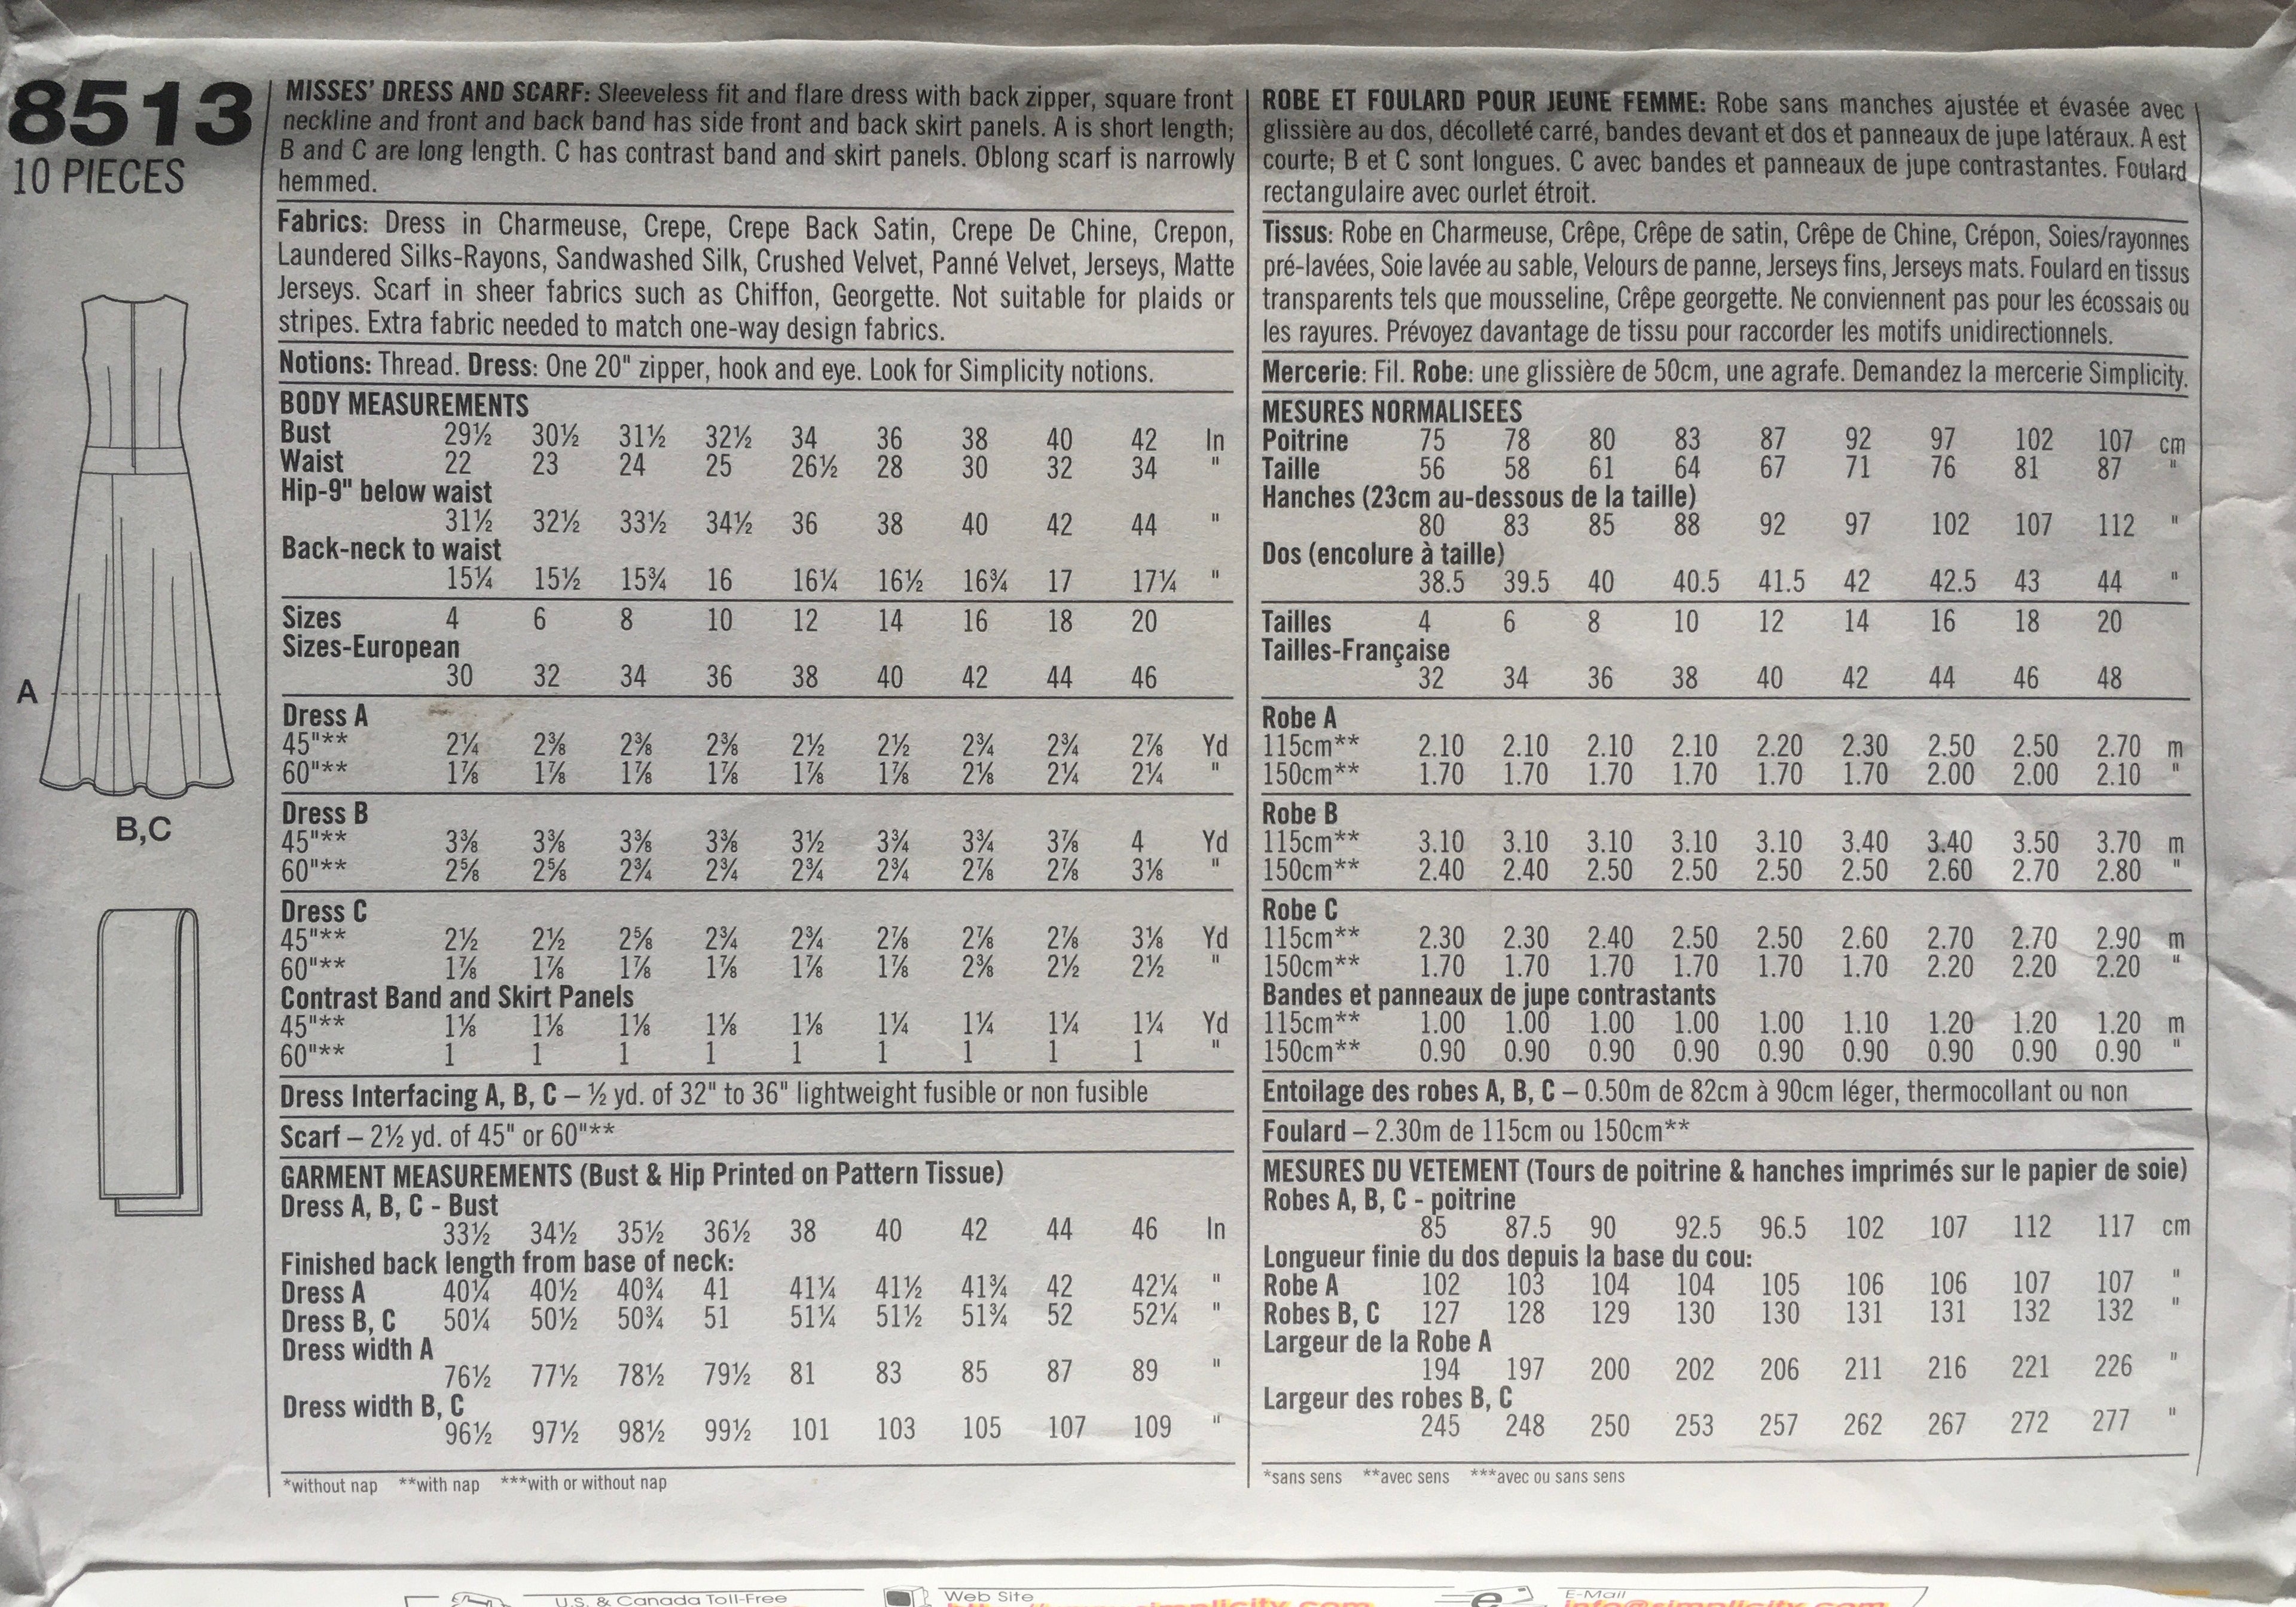 8513
10 PIECES
A
B,C
MISSES' DRESS AND SCARF: Sleeveless fit and flare dress with back zipper, square front
neckline and front and back band has side front and back skirt panels. A is short length;
B and C are long length. C has contrast band and skirt panels. Oblong scarf is narrowly
hemmed.
Fabrics: Dress in Charmeuse, Crepe, Crepe Back Satin, Crepe De Chine, Crepon,
Laundered Silks-Rayons, Sandwashed Silk, Crushed Velvet, Panné Velvet, Jerseys, Matte
Jerseys. Scarf in sheer fabrics such as Chiffon, Georgette. Not suitable for plaids or
stripes. Extra fabric needed to match one-way design fabrics.
Notions: Thread. Dress: One 20" zipper, hook and eye. Look for Simplicity notions.
BODY MEASUREMENTS
Bust 29½ 30½ 31½ 32½ 34 36 38 40 42 In
Waist 22 23 24 25 26½ 28 30 32 34 "
Hip-9" below waist
31½ 32½ 33½ 34½ 36 38 40 42 44 "
Back-neck to waist
15¼ 15½ 15¾ 16 16¼ 16½ 16¾ 17 17¼ "
Sizes 4 6 8 10 12 14 16 18 20
Sizes-European
30 32 34 36 38 40 42 44 46
Dress A
45"** 2¼ 2⅜ 2⅜ 2⅜ 2½ 2½ 2¾ 2¾ 2⅞ Yd
60"** 1⅞ 1⅞ 1⅞ 1⅞ 1⅞ 1⅞ 2⅛ 2¼ 2¼ "
Dress B
45"** 3⅜ 3⅜ 3⅜ 3⅜ 3½ 3¾ 3¾ 3⅞ 4 Yd
60"** 2⅝ 2⅝ 2¾ 2¾ 2¾ 2¾ 2⅞ 2⅞ 3⅛ "
Dress C
45"** 2½ 2½ 2⅝ 2¾ 2¾ 2⅞ 2⅞ 2⅞ 3⅛ Yd
60"** 1⅞ 1⅞ 1⅞ 1⅞ 1⅞ 1⅞ 2⅜ 2½ 2½ "
Contrast Band and Skirt Panels
45"** 1⅛ 1⅛ 1⅛ 1⅛ 1⅛ 1¼ 1¼ 1¼ 1¼ Yd
60"** 1 1 1 1 1 1 1 1 1 "
Dress Interfacing A, B, C – ½ yd. of 32" to 36" lightweight fusible or non fusible
Scarf – 2½ yd. of 45" or 60"**
GARMENT MEASUREMENTS (Bust & Hip Printed on Pattern Tissue)
Dress A, B, C - Bust
33½ 34½ 35½ 36½ 38 40 42 44 46 In
Finished back length from base of neck:
Dress A 40¼ 40½ 40¾ 41 41¼ 41½ 41¾ 42 42¼ "
Dress B, C 50¼ 50½ 50¾ 51 51¼ 51½ 51¾ 52 52¼ "
Dress width A
76½ 77½ 78½ 79½ 81 83 85 87 89 "
Dress width B, C
96½ 97½ 98½ 99½ 101 103 105 107 109 "
*without nap **with nap ***with or without nap
ROBE ET FOULARD POUR JEUNE FEMME: Robe sans manches ajustée et évasée avec
glissière au dos, décolleté carré, bandes devant et dos et panneaux de jupe latéraux. A est
courte; B et C sont longues. C avec bandes et panneaux de jupe contrastantes. Foulard
rectangulaire avec ourlet étroit.
Tissus: Robe en Charmeuse, Crêpe, Crêpe de satin, Crêpe de Chine, Crépon, Soies/rayonnes
pré-lavées, Soie lavée au sable, Velours de panne, Jerseys fins, Jerseys mats. Foulard en tissus
transparents tels que mousseline, Crêpe georgette. Ne conviennent pas pour les écossais ou
les rayures. Prévoyez davantage de tissu pour raccorder les motifs unidirectionnels.
Mercerie: Fil. Robe: une glissière de 50cm, une agrafe. Demandez la mercerie Simplicity.
MESURES NORMALISEES
Poitrine 75 78 80 83 87 92 97 102 107 cm
Taille 56 58 61 64 67 71 76 81 87 "
Hanches (23cm au-dessous de la taille)
80 83 85 88 92 97 102 107 112 "
Dos (encolure à taille)
38.5 39.5 40 40.5 41.5 42 42.5 43 44 "
Tailles 4 6 8 10 12 14 16 18 20
Tailles-Française
32 34 36 38 40 42 44 46 48
Robe A
115cm** 2.10 2.10 2.10 2.10 2.20 2.30 2.50 2.50 2.70 m
150cm** 1.70 1.70 1.70 1.70 1.70 1.70 2.00 2.00 2.10 "
Robe B
115cm** 3.10 3.10 3.10 3.10 3.10 3.40 3.40 3.50 3.70 m
150cm** 2.40 2.40 2.50 2.50 2.50 2.50 2.60 2.70 2.80 "
Robe C
115cm** 2.30 2.30 2.40 2.50 2.50 2.60 2.70 2.70 2.90 m
150cm** 1.70 1.70 1.70 1.70 1.70 1.70 2.20 2.20 2.20 "
Bandes et panneaux de jupe contrastants
115cm** 1.00 1.00 1.00 1.00 1.00 1.10 1.20 1.20 1.20 m
150cm** 0.90 0.90 0.90 0.90 0.90 0.90 0.90 0.90 0.90 "
Entoilage des robes A, B, C – 0.50m de 82cm à 90cm léger, thermocollant ou non
Foulard – 2.30m de 115cm ou 150cm**
MESURES DU VETEMENT (Tours de poitrine & hanches imprimés sur le papier de soie)
Robes A, B, C - poitrine
85 87.5 90 92.5 96.5 102 107 112 117 cm
Longueur finie du dos depuis la base du cou:
Robe A 102 103 104 104 105 106 106 107 107 "
Robes B, C 127 128 129 130 130 131 131 132 132 "
Largeur de la Robe A
194 197 200 202 206 211 216 221 226 "
Largeur des robes B, C
245 248 250 253 257 262 267 272 277 "
*sans sens **avec sens ***avec ou sans sens
U.S. & Canada Toll-Free
Web Site
E-Mail
info@simplicity.com